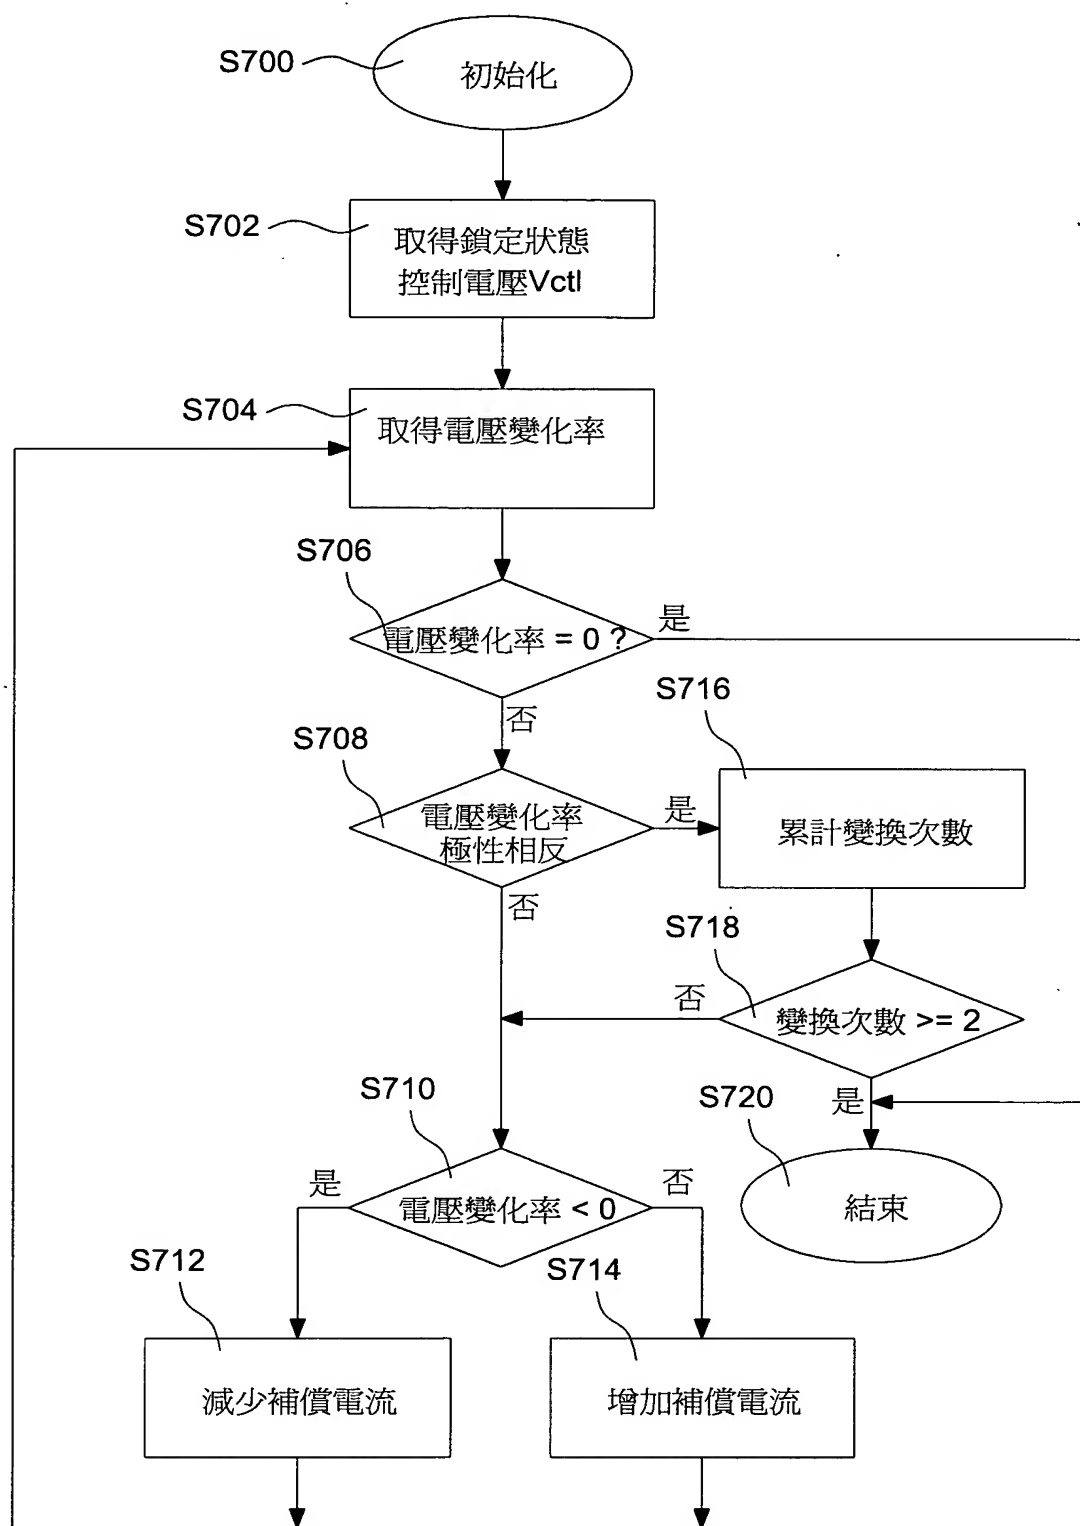 S700
初始化
S702
取得鎖定狀態
控制電壓Vctl
S704
取得電壓變化率
S706
電壓變化率 = 0 ?
是
否
S716
S708
電壓變化率
極性相反
是
累計變換次數
否
S718
否
變換次數 >= 2
S710
S720
是
是
電壓變化率 < 0
否
結束
S712
S714
減少補償電流
增加補償電流